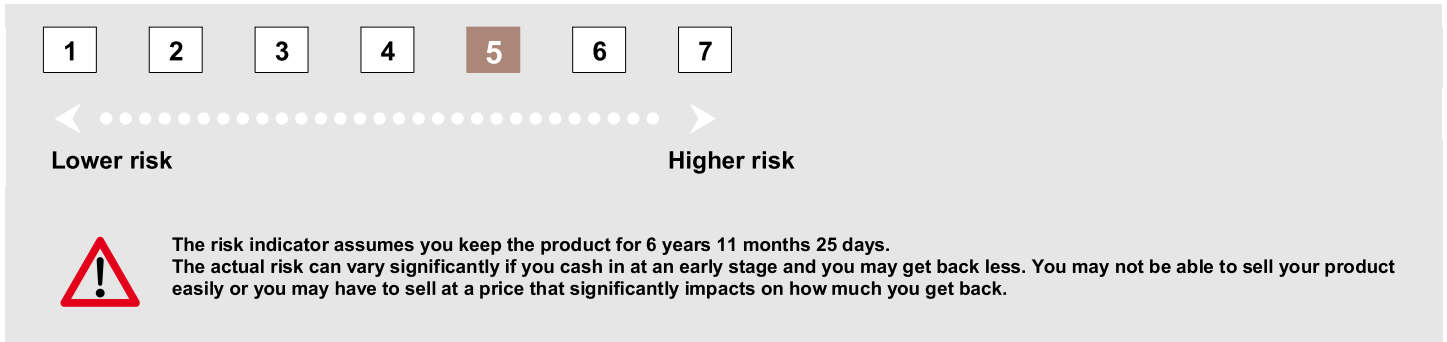 1 2 3 4 5 6 7
Lower risk Higher risk
The risk indicator assumes you keep the product for 6 years 11 months 25 days.
The actual risk can vary significantly if you cash in at an early stage and you may get back less. You may not be able to sell your product
easily or you may have to sell at a price that significantly impacts on how much you get back.